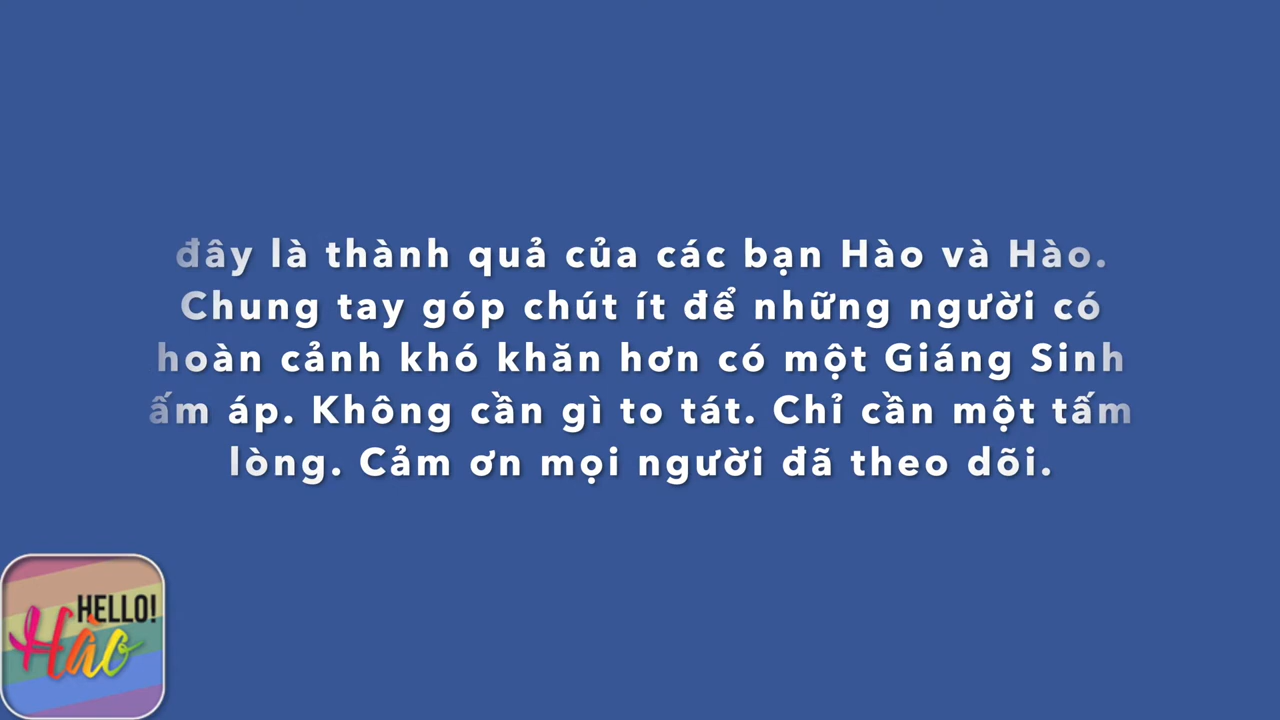 đây là thành quả của các bạn Hào và Hào.
Chung tay góp chút ít để những người có
hoàn cảnh khó khăn hơn có một Giáng Sinh
ấm áp. Không cần gì to tát. Chỉ cần một tấm
lòng. Cảm ơn mọi người đã theo dõi.
HELLO!
Hào